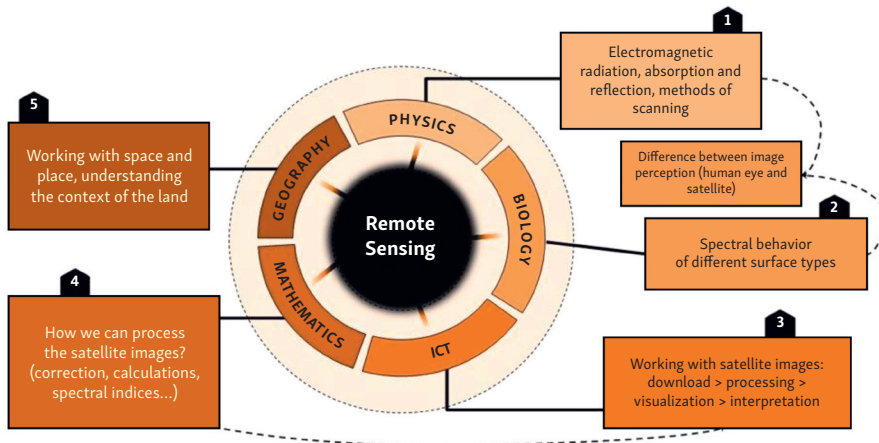 1
Electromagnetic
radiation, absorption and
reflection, methods of
scanning
Difference between image
perception (human eye and
satellite)
2
Spectral behavior
of different surface types
3
Working with satellite images:
download > processing >
visualization > interpretation
4
How we can process
the satellite images?
(correction, calculations,
spectral indices...)
5
Working with space and
place, understanding
the context of the land
PHYSICS
BIOLOGY
ICT
MATHEMATICS
GEOGRAPHY
Remote
Sensing